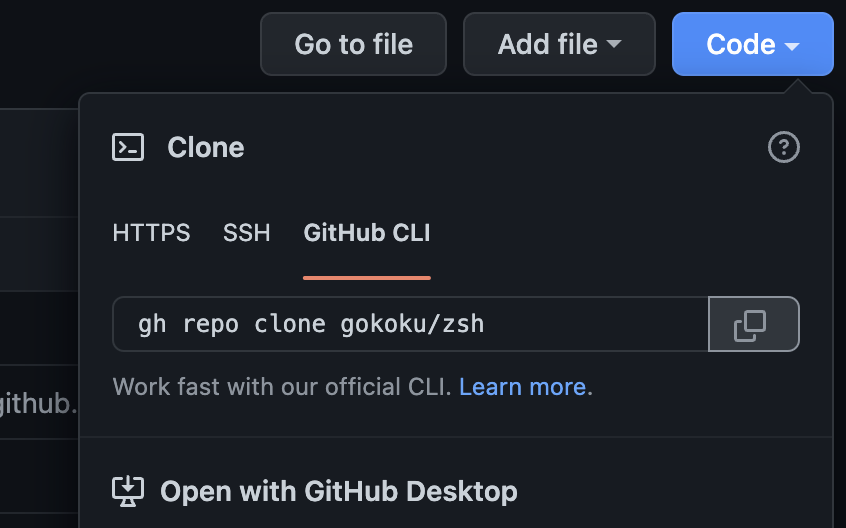 Go to file
Add file
Code
Clone
HTTPS
SSH
GitHub CLI
gh repo clone gokoku/zsh
github.
Work fast with our official CLI. Learn more.
Open with GitHub Desktop